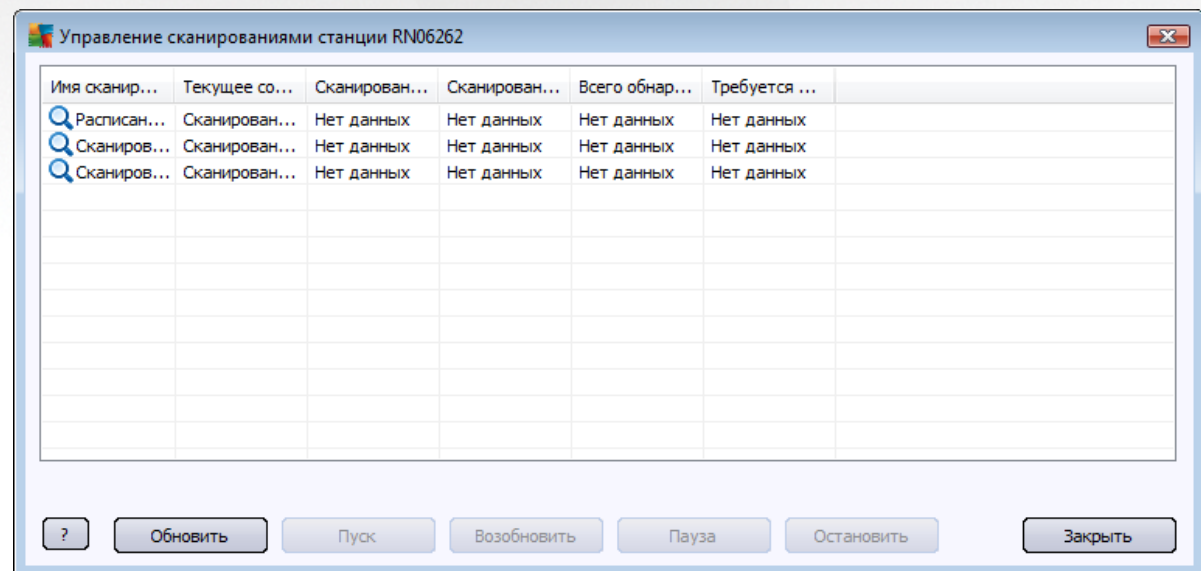 Управление сканированиями станции RN06262
Имя сканир... Текущее со... Сканирован... Сканирован... Всего обнар... Требуется ...
Расписан... Сканирован... Нет данных Нет данных Нет данных Нет данных
Сканиров... Сканирован... Нет данных Нет данных Нет данных Нет данных
Сканиров... Сканирован... Нет данных Нет данных Нет данных Нет данных
? Обновить Пуск Возобновить Пауза Остановить Закрыть